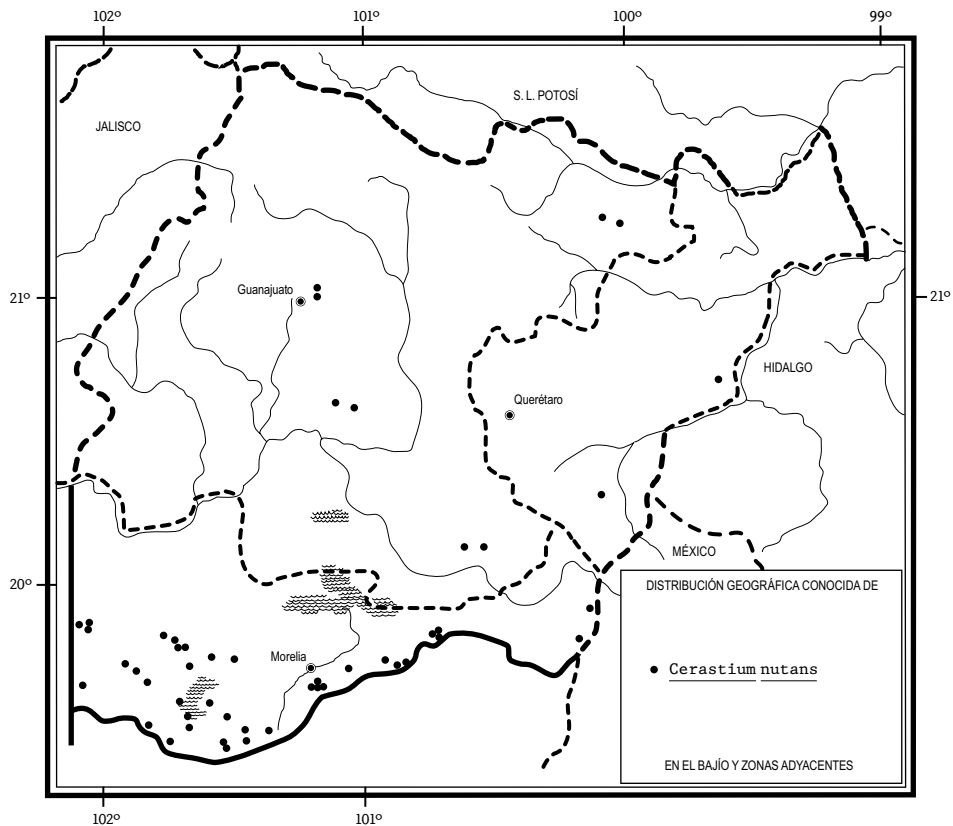 102º 101º 100º 99º
S. L. POTOSÍ
JALISCO
Guanajuato
21º 21º
HIDALGO
Querétaro
MÉXICO
20º
DISTRIBUCIÓN GEOGRÁFICA CONOCIDA DE
Morelia
Cerastium nutans
EN EL BAJÍO Y ZONAS ADYACENTES
102º 101º